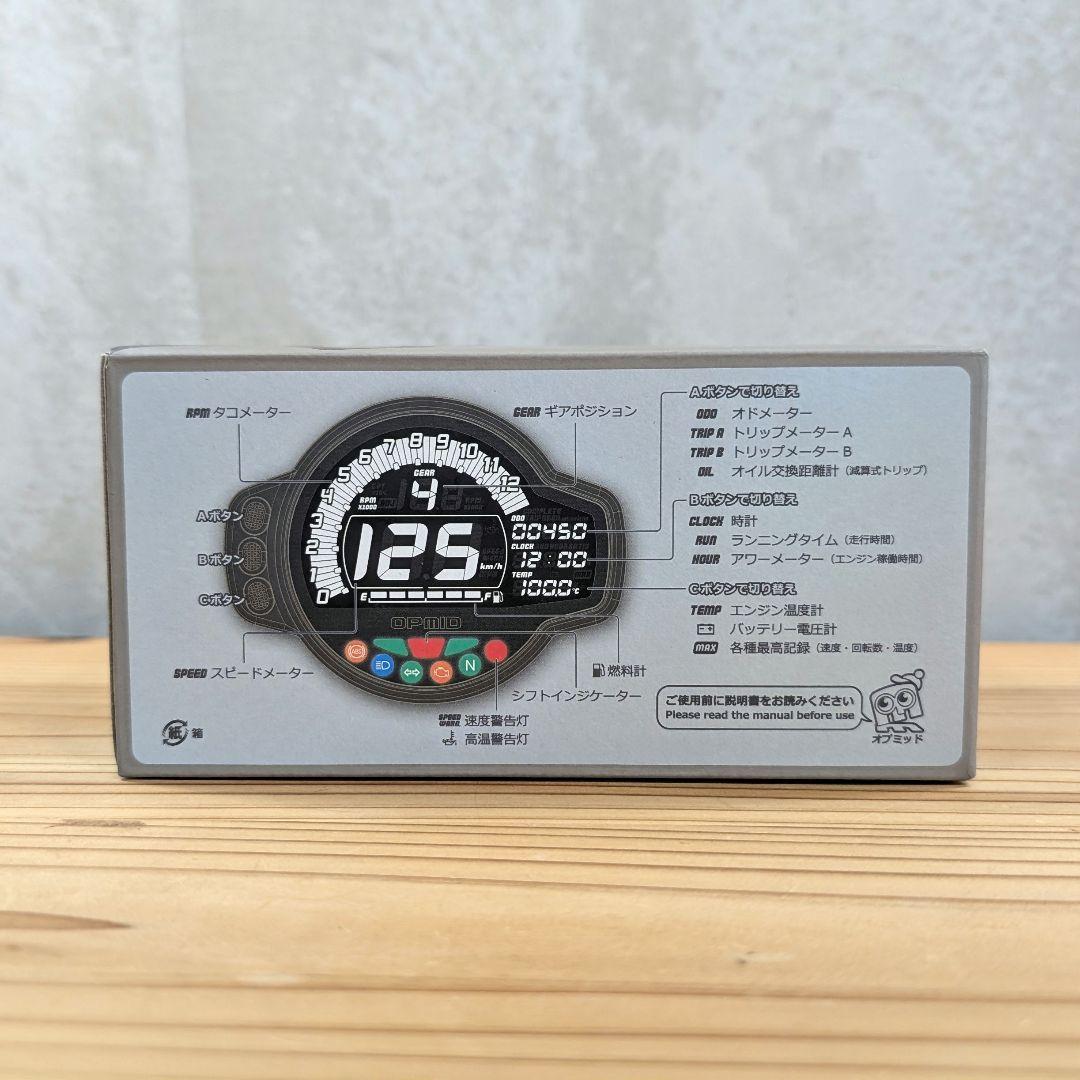 RPM タコメーター
GEAR ギアポジション
Aボタンで切り替え
ODO オドメーター
TRIP A トリップメーター A
TRIP B トリップメーター B
OIL オイル交換距離計（減算式トリップ）
Bボタンで切り替え
CLOCK 時計
RUN ランニングタイム（走行時間）
HOUR アワーメーター（エンジン稼働時間）
Cボタンで切り替え
TEMP エンジン温度計
バッテリー電圧計
MAX 各種最高記録（速度・回転数・温度）
Aボタン
Bボタン
Cボタン
0 1 2 3 4 5 6 7 8 9 10 11 12
GEAR
4
RPM
X1000
125
km/h
ODO
00450
CLOCK
12:00
TEMP
100.0℃
E F
OPMID
ABS
N
SPEED スピードメーター
燃料計
シフトインジケーター
SPEED WARN. 速度警告灯
高温警告灯
紙 箱
ご使用前に説明書をお読みください
Please read the manual before use
オプミッド